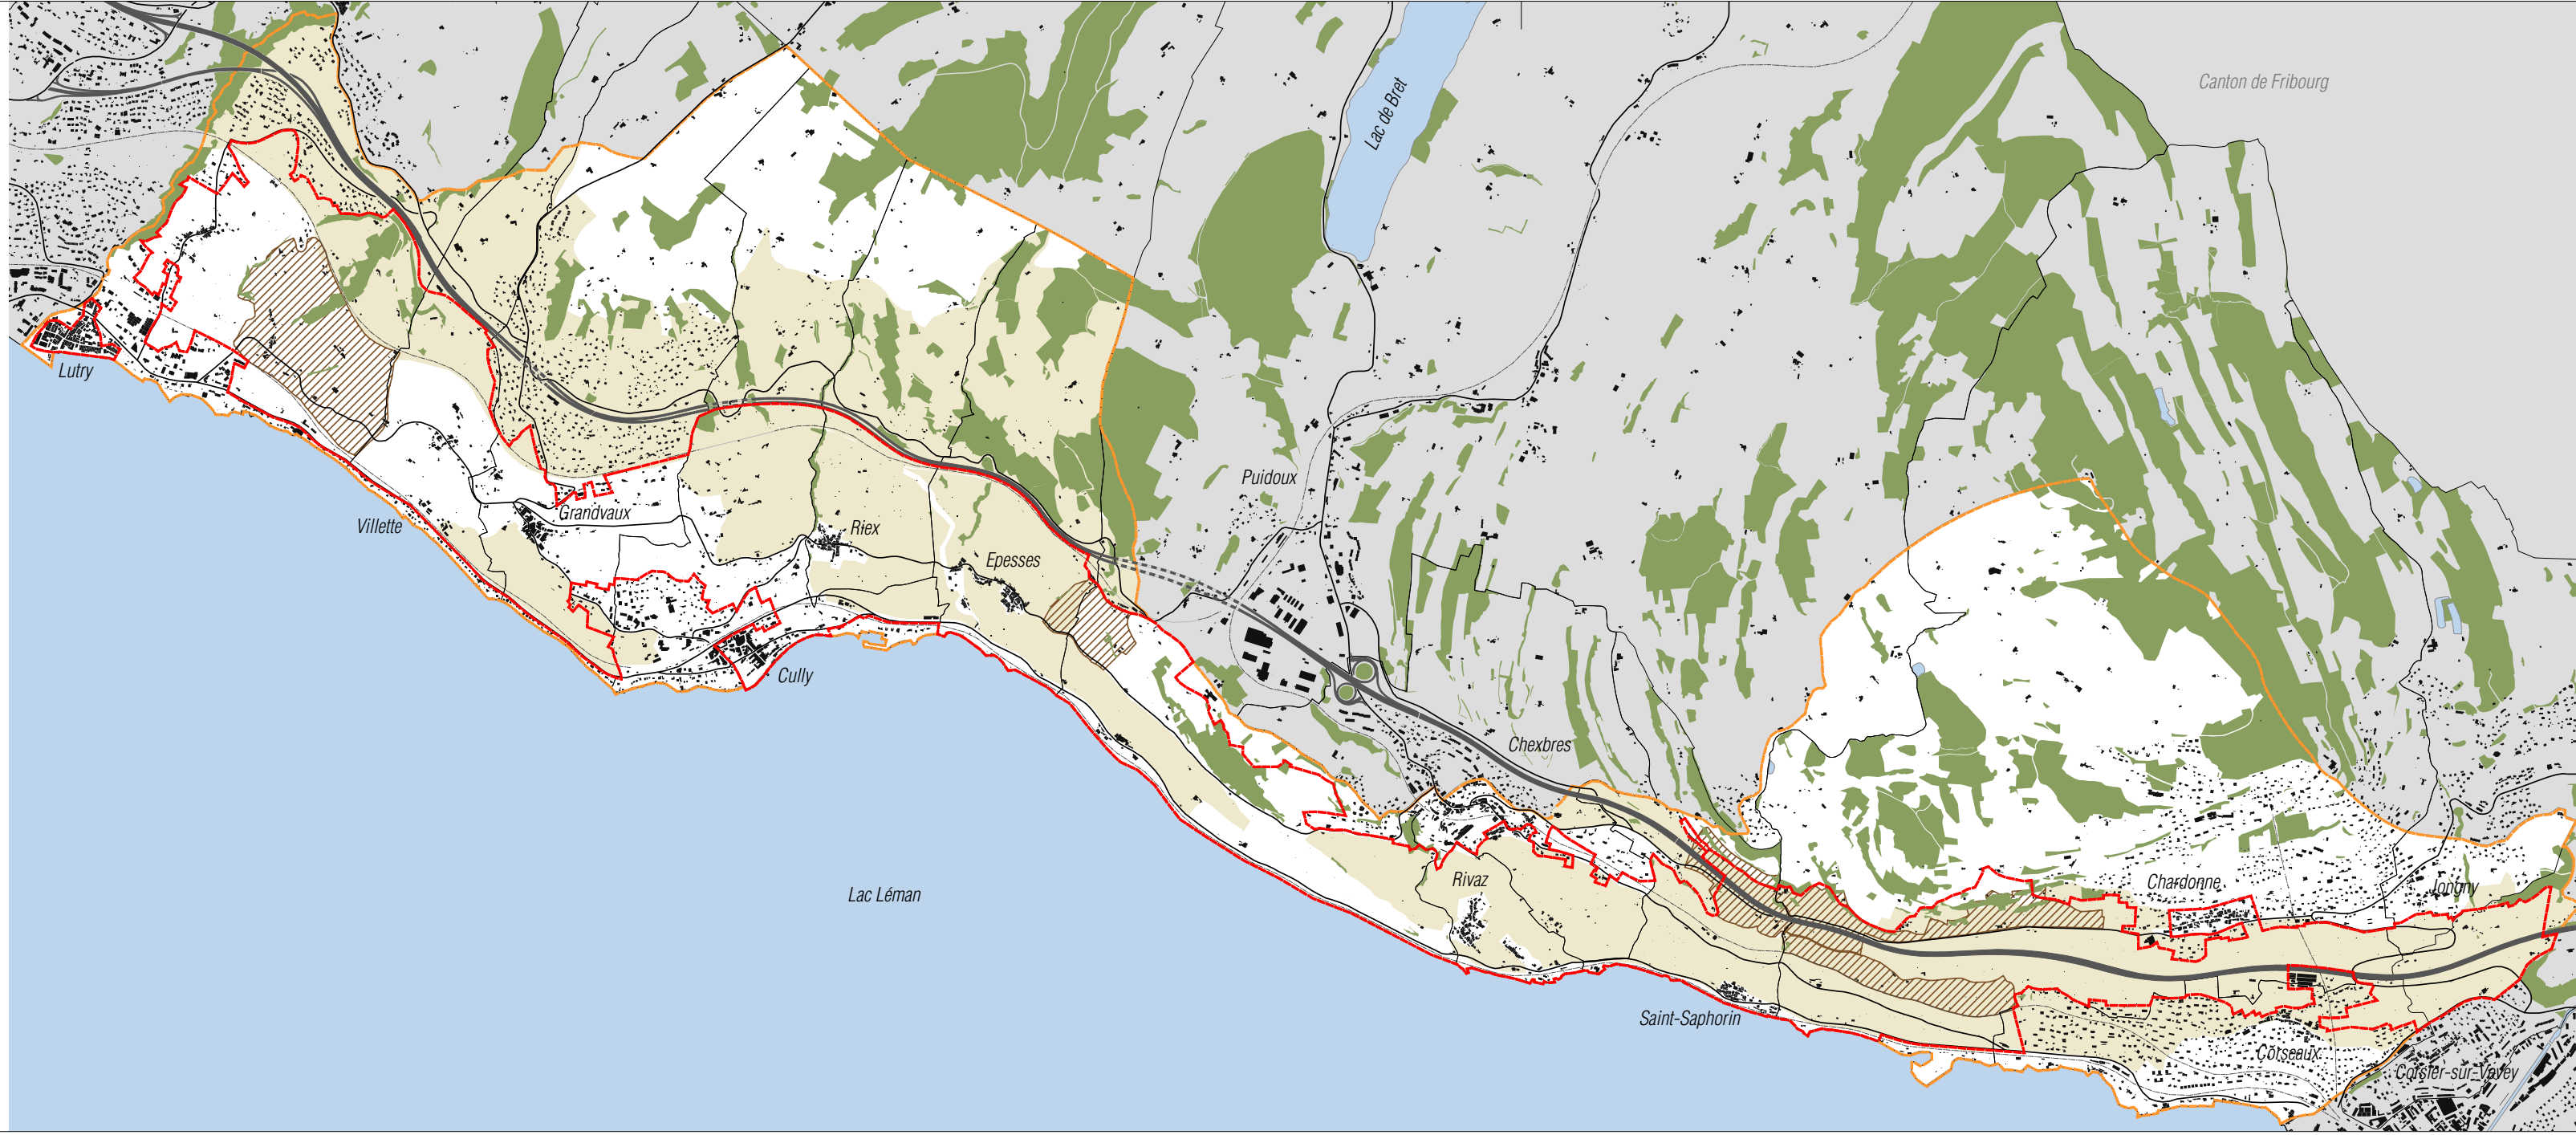 Canton de Fribourg
Lac de Bret
Lutry
Puidoux
Grandvaux
Villette
Riex
Epesses
Cully
Chexbres
Lac Léman
Rivaz
Chardonne
Jongny
Saint-Saphorin
Corseaux
Corsier-sur-Vevey